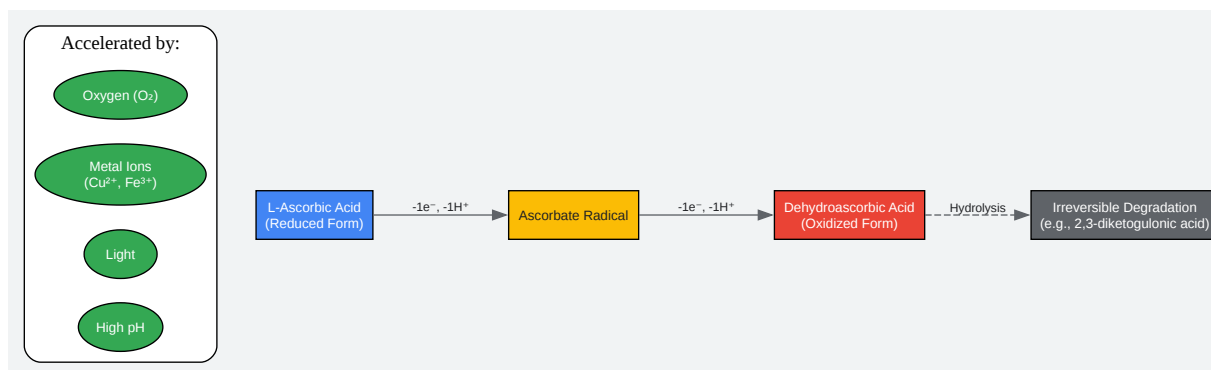 Accelerated by:
Oxygen (O₂)
Metal Ions
(Cu²⁺, Fe³⁺)
Light
High pH
L-Ascorbic Acid
(Reduced Form)
-1e⁻, -1H⁺
Ascorbate Radical
-1e⁻, -1H⁺
Dehydroascorbic Acid
(Oxidized Form)
Hydrolysis
Irreversible Degradation
(e.g., 2,3-diketogulonic acid)